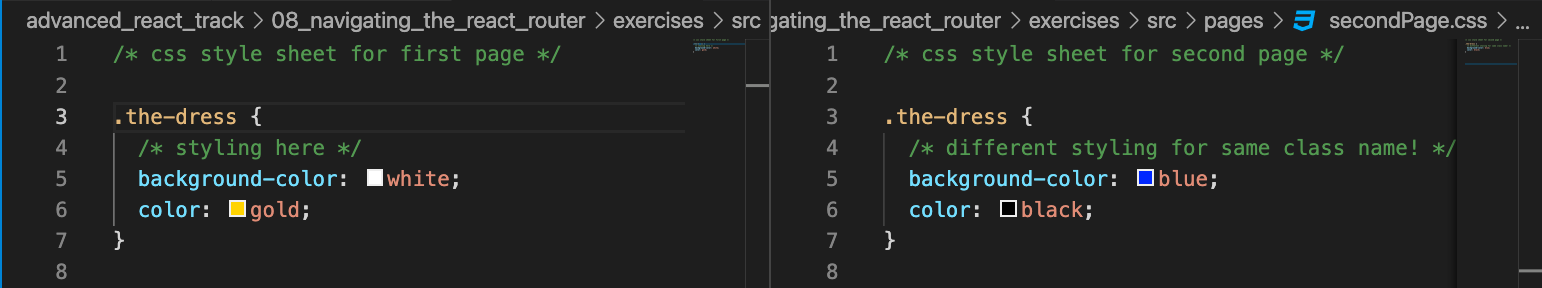 advanced_react_track > 08_navigating_the_react_router > exercises > src
1 /* css style sheet for first page */
2
3 .the-dress {
4 /* styling here */
5 background-color: white;
6 color: gold;
7 }
8
gating_the_react_router > exercises > src > pages > secondPage.css > ...
1 /* css style sheet for second page */
2
3 .the-dress {
4 /* different styling for same class name! */
5 background-color: blue;
6 color: black;
7 }
8